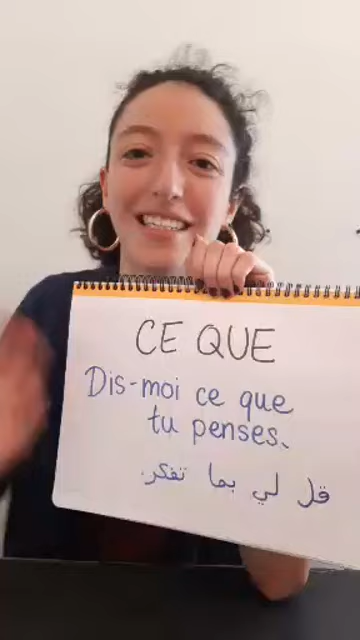 CE QUE
Dis-moi ce que
tu penses.
قل لي بما تفكر.